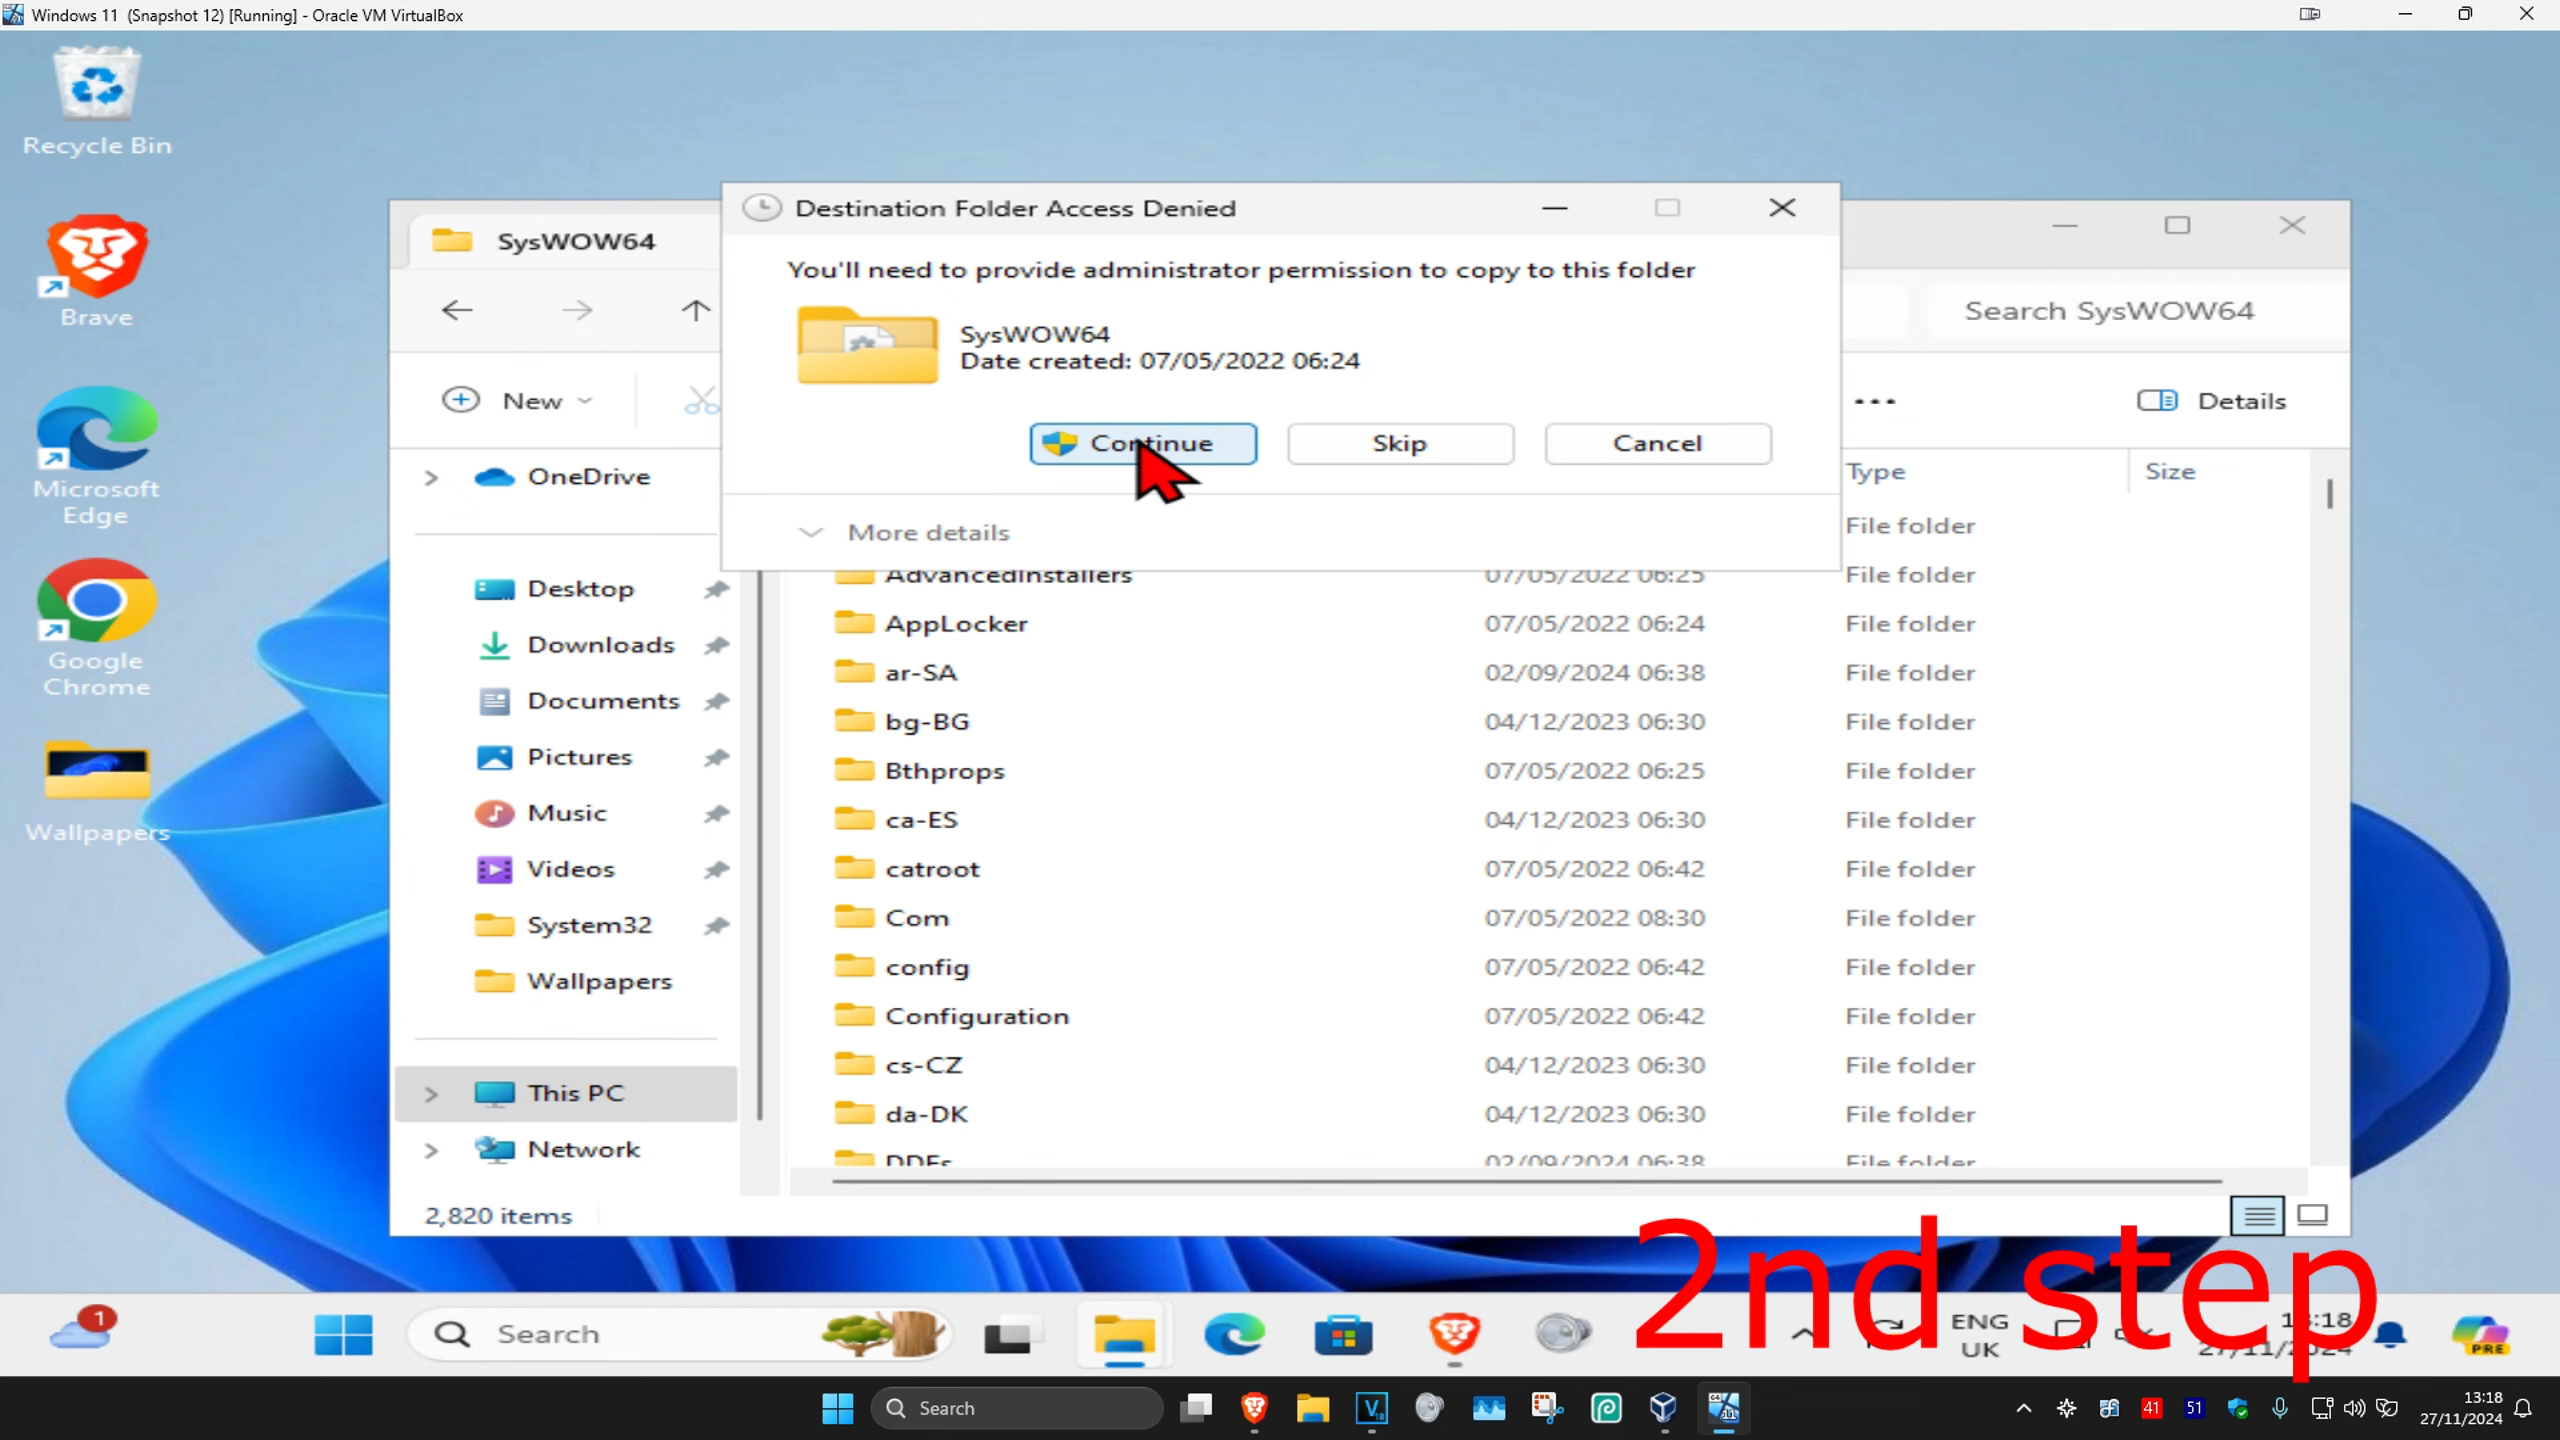 Windows 11 (Snapshot 12) [Running] - Oracle VM VirtualBox
Recycle Bin
Brave
Microsoft
Edge
Google
Chrome
Wallpapers
SysWOW64
Destination Folder Access Denied
You'll need to provide administrator permission to copy to this folder
SysWOW64
Date created: 07/05/2022 06:24
Continue
Skip
Cancel
More details
Search SysWOW64
New
Details
Type
Size
OneDrive
Desktop
Downloads
Documents
Pictures
Music
Videos
System32
Wallpapers
This PC
Network
File folder
AdvancedInstallers 07/05/2022 06:25 File folder
AppLocker 07/05/2022 06:24 File folder
ar-SA 02/09/2024 06:38 File folder
bg-BG 04/12/2023 06:30 File folder
Bthprops 07/05/2022 06:25 File folder
ca-ES 04/12/2023 06:30 File folder
catroot 07/05/2022 06:42 File folder
Com 07/05/2022 08:30 File folder
config 07/05/2022 06:42 File folder
Configuration 07/05/2022 06:42 File folder
cs-CZ 04/12/2023 06:30 File folder
da-DK 04/12/2023 06:30 File folder
DDFs 02/09/2024 06:38 File folder
2,820 items
2nd step
1
Search
ENG
UK
13:18
27/11/2024
PRE
Search
41
51
13:18
27/11/2024